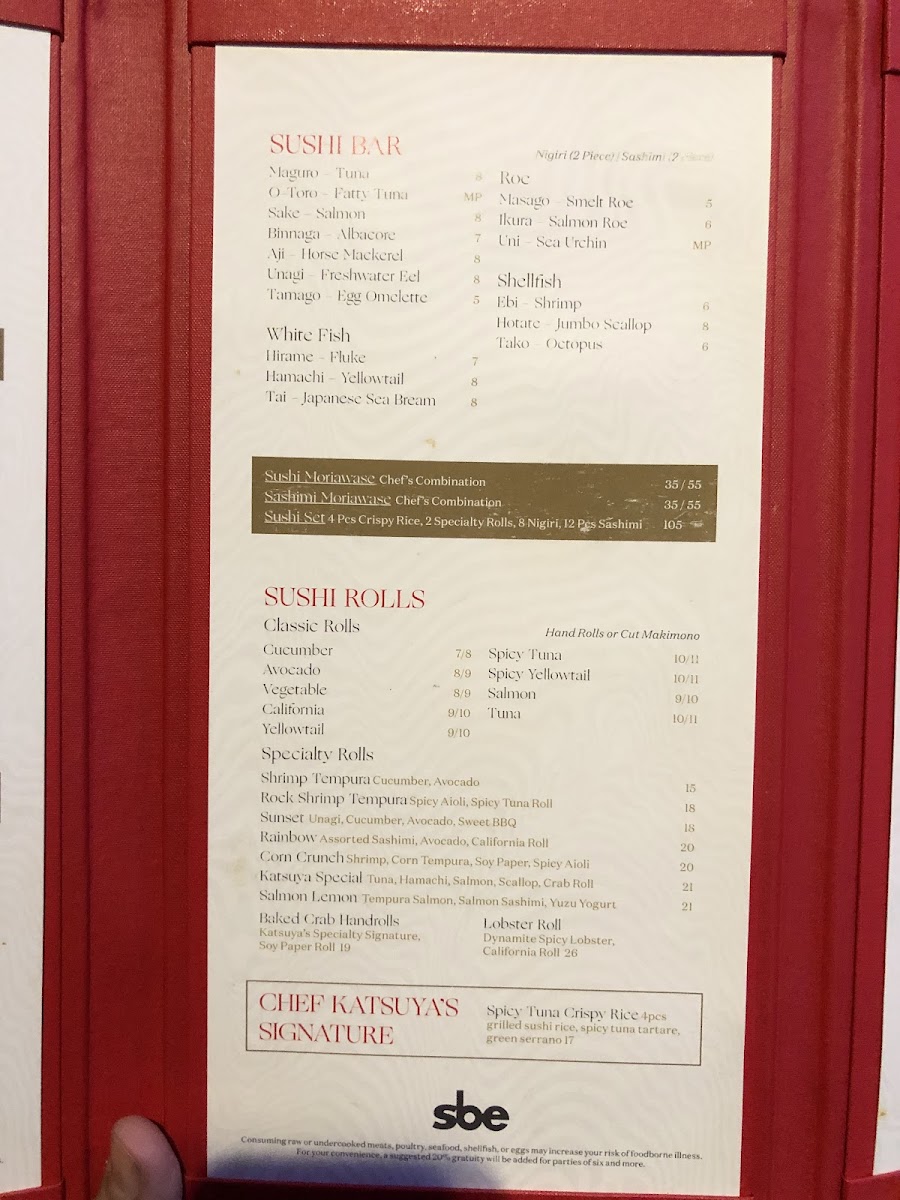 SUSHI BAR
Nigiri (2 Piece) / Sashimi (2 Piece)
Maguro – Tuna 8
O-Toro – Fatty Tuna MP
Sake – Salmon 8
Binnaga – Albacore 7
Aji – Horse Mackerel 8
Unagi – Freshwater Eel 8
Tamago – Egg Omelette 5
White Fish
Hirame – Fluke 7
Hamachi – Yellowtail 8
Tai – Japanese Sea Bream 8
Roe
Masago – Smelt Roe 5
Ikura – Salmon Roe 6
Uni – Sea Urchin MP
Shellfish
Ebi – Shrimp 6
Hotate – Jumbo Scallop 8
Tako – Octopus 6
Sushi Moriawase Chef's Combination 35 / 55
Sashimi Moriawase Chef's Combination 35 / 55
Sushi Set 4 Pcs Crispy Rice, 2 Specialty Rolls, 8 Nigiri, 12 Pcs Sashimi 105
SUSHI ROLLS
Classic Rolls
Hand Rolls or Cut Makimono
Cucumber 7/8
Avocado 8/9
Vegetable 8/9
California 9/10
Yellowtail 9/10
Spicy Tuna 10/11
Spicy Yellowtail 10/11
Salmon 9/10
Tuna 10/11
Specialty Rolls
Shrimp Tempura Cucumber, Avocado 15
Rock Shrimp Tempura Spicy Aioli, Spicy Tuna Roll 18
Sunset Unagi, Cucumber, Avocado, Sweet BBQ 18
Rainbow Assorted Sashimi, Avocado, California Roll 20
Corn Crunch Shrimp, Corn Tempura, Soy Paper, Spicy Aioli 20
Katsuya Special Tuna, Hamachi, Salmon, Scallop, Crab Roll 21
Salmon Lemon Tempura Salmon, Salmon Sashimi, Yuzu Yogurt 21
Baked Crab Handrolls
Katsuya's Specialty Signature,
Soy Paper Roll 19
Lobster Roll
Dynamite Spicy Lobster,
California Roll 26
CHEF KATSUYA'S
SIGNATURE
Spicy Tuna Crispy Rice 4pcs
grilled sushi rice, spicy tuna tartare,
green serrano 17
sbe
Consuming raw or undercooked meats, poultry, seafood, shellfish, or eggs may increase your risk of foodborne illness.
For your convenience, a suggested 20% gratuity will be added for parties of six and more.